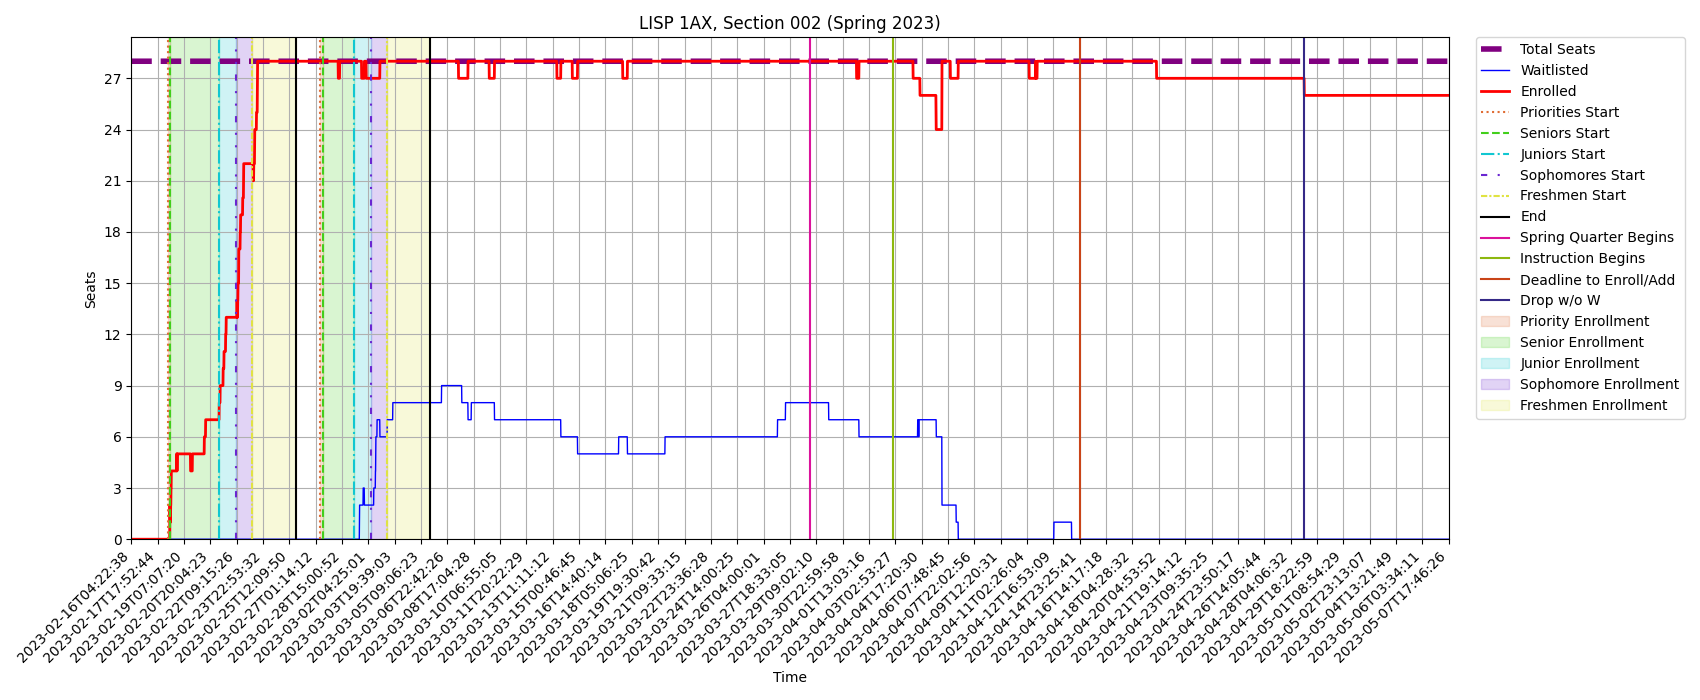 LISP 1AX, Section 002 (Spring 2023)
Seats
27
24
21
18
15
12
9
6
3
0
2023-02-16T04:22:38
2023-02-17T17:52:44
2023-02-19T07:07:20
2023-02-20T20:04:23
2023-02-22T09:15:26
2023-02-23T22:53:32
2023-02-25T12:09:50
2023-02-27T01:14:12
2023-02-28T15:00:52
2023-03-02T04:25:01
2023-03-03T19:39:03
2023-03-05T09:06:23
2023-03-06T22:42:26
2023-03-08T17:04:28
2023-03-10T06:55:05
2023-03-11T20:22:29
2023-03-13T11:11:12
2023-03-15T00:46:45
2023-03-16T14:40:14
2023-03-18T05:06:25
2023-03-19T19:30:42
2023-03-21T09:33:15
2023-03-22T23:36:28
2023-03-24T14:00:25
2023-03-26T04:00:01
2023-03-27T18:33:05
2023-03-29T09:02:10
2023-03-30T22:59:58
2023-04-01T13:03:16
2023-04-03T02:53:27
2023-04-04T17:20:30
2023-04-06T07:48:45
2023-04-07T22:02:56
2023-04-09T12:20:31
2023-04-11T02:26:04
2023-04-12T16:53:09
2023-04-14T23:25:41
2023-04-16T14:17:18
2023-04-18T04:28:32
2023-04-20T04:53:52
2023-04-21T19:14:12
2023-04-23T09:35:25
2023-04-24T23:50:17
2023-04-26T14:05:44
2023-04-28T04:06:32
2023-04-29T18:22:59
2023-05-01T08:54:29
2023-05-02T23:13:07
2023-05-04T13:21:49
2023-05-06T03:34:11
2023-05-07T17:46:26
Time
Total Seats
Waitlisted
Enrolled
Priorities Start
Seniors Start
Juniors Start
Sophomores Start
Freshmen Start
End
Spring Quarter Begins
Instruction Begins
Deadline to Enroll/Add
Drop w/o W
Priority Enrollment
Senior Enrollment
Junior Enrollment
Sophomore Enrollment
Freshmen Enrollment